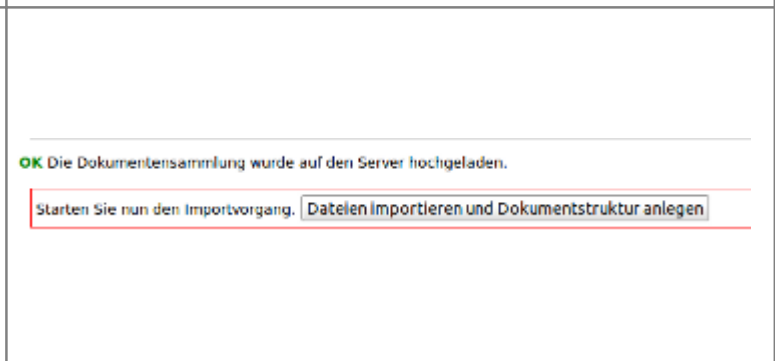 OK Die Dokumentensammlung wurde auf den Server hochgeladen.
Starten Sie nun den Importvorgang. Dateien importieren und Dokumentstruktur anlegen